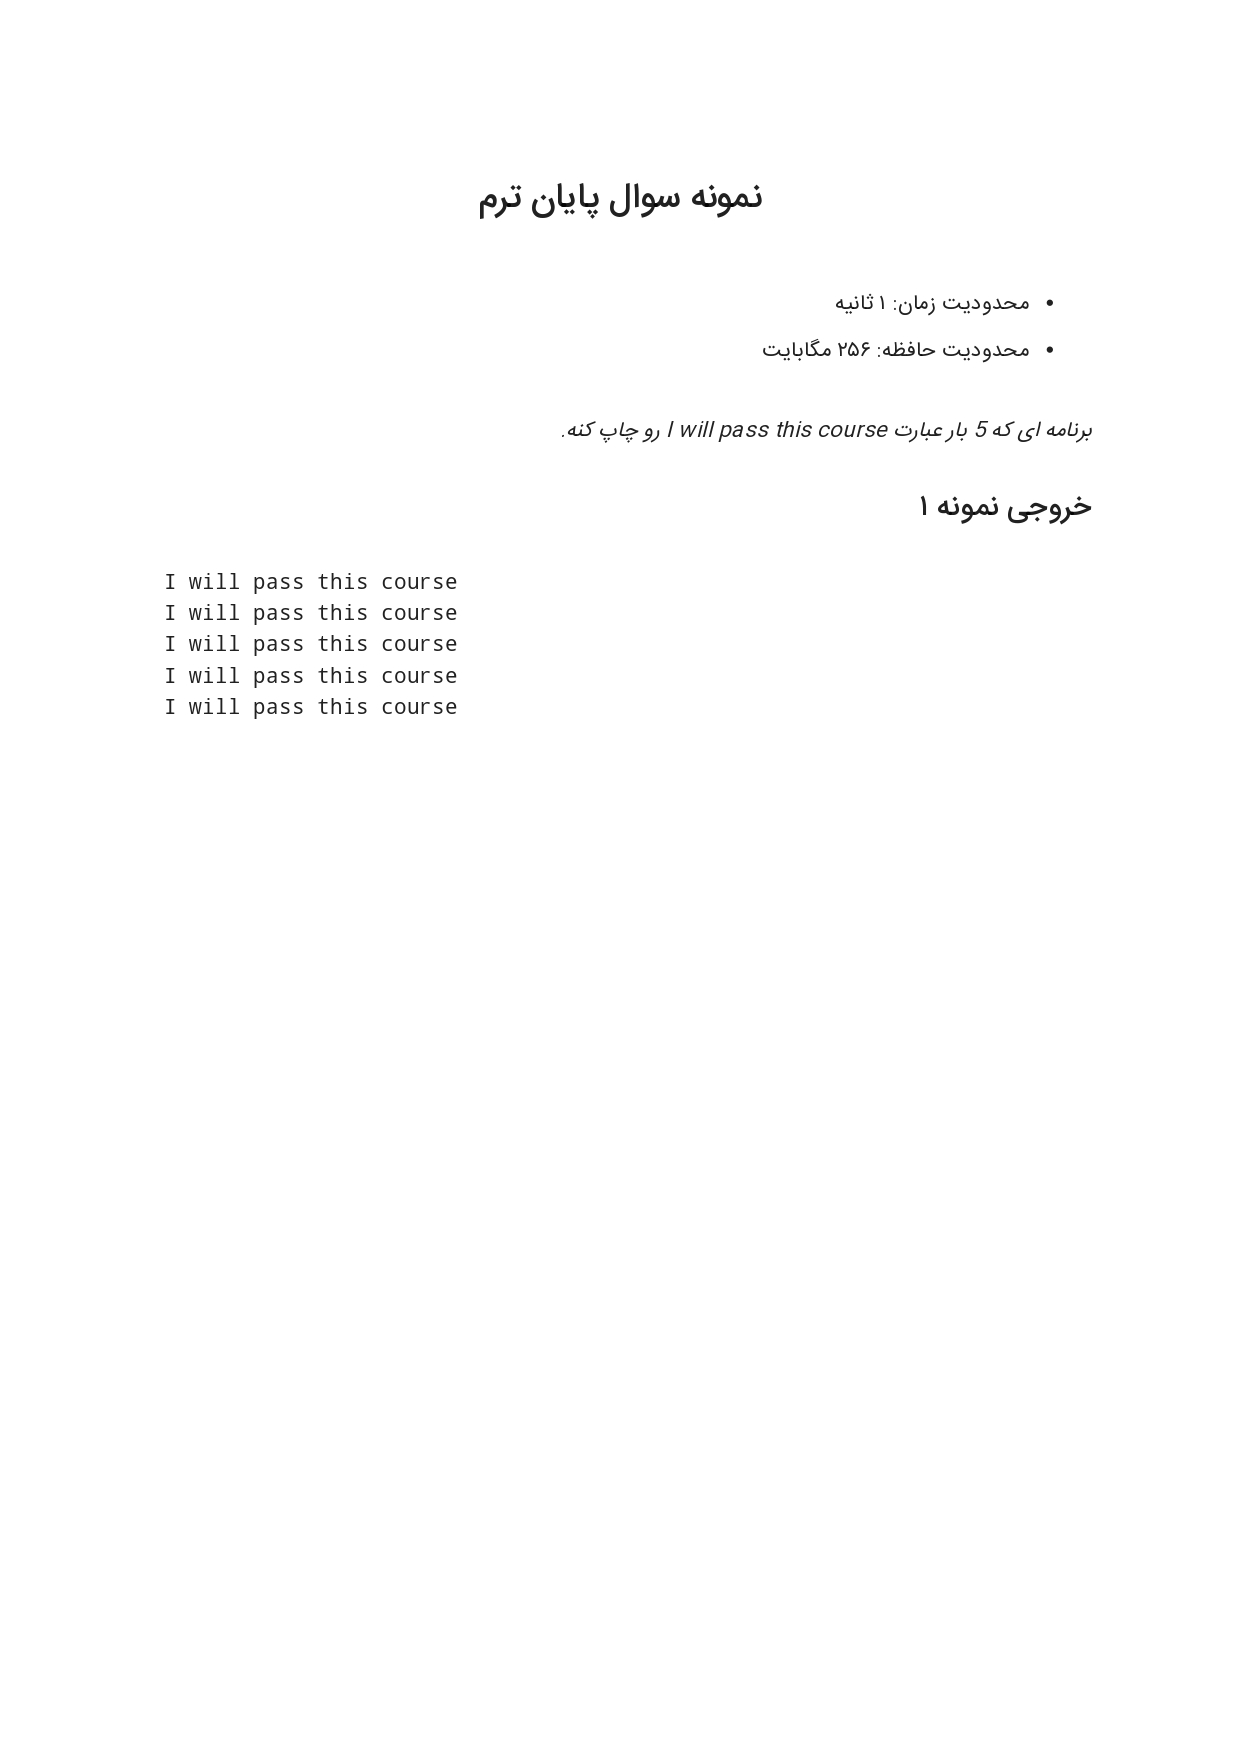 نمونه سوال پایان ترم
• محدودیت زمان: ۱ ثانیه
• محدودیت حافظه: ۲۵۶ مگابایت
برنامه ای که 5 بار عبارت I will pass this course رو چاپ کنه.
خروجی نمونه ۱
I will pass this course
I will pass this course
I will pass this course
I will pass this course
I will pass this course